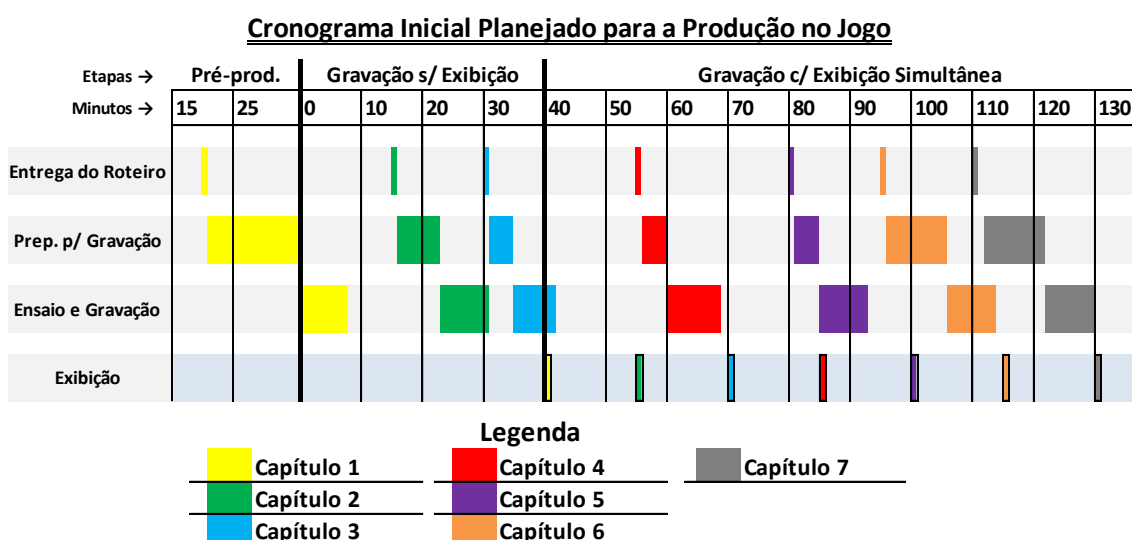 Cronograma Inicial Planejado para a Produção no Jogo
Etapas → Pré-prod. Gravação s/ Exibição Gravação c/ Exibição Simultânea
Minutos → 15 25 0 10 20 30 40 50 60 70 80 90 100 110 120 130
Entrega do Roteiro
Prep. p/ Gravação
Ensaio e Gravação
Exibição
Legenda
Capítulo 1 Capítulo 4 Capítulo 7
Capítulo 2 Capítulo 5
Capítulo 3 Capítulo 6